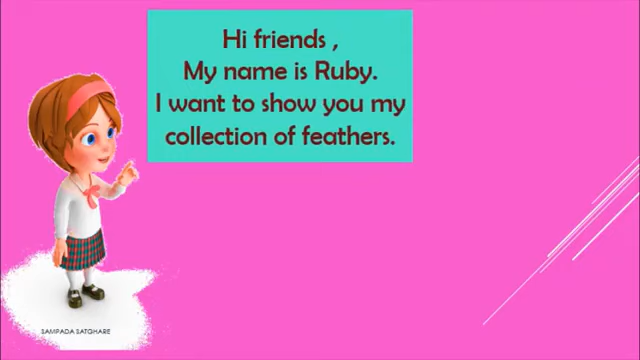 Hi friends ,
My name is Ruby.
I want to show you my
collection of feathers.
SAMPADA SATGHARE